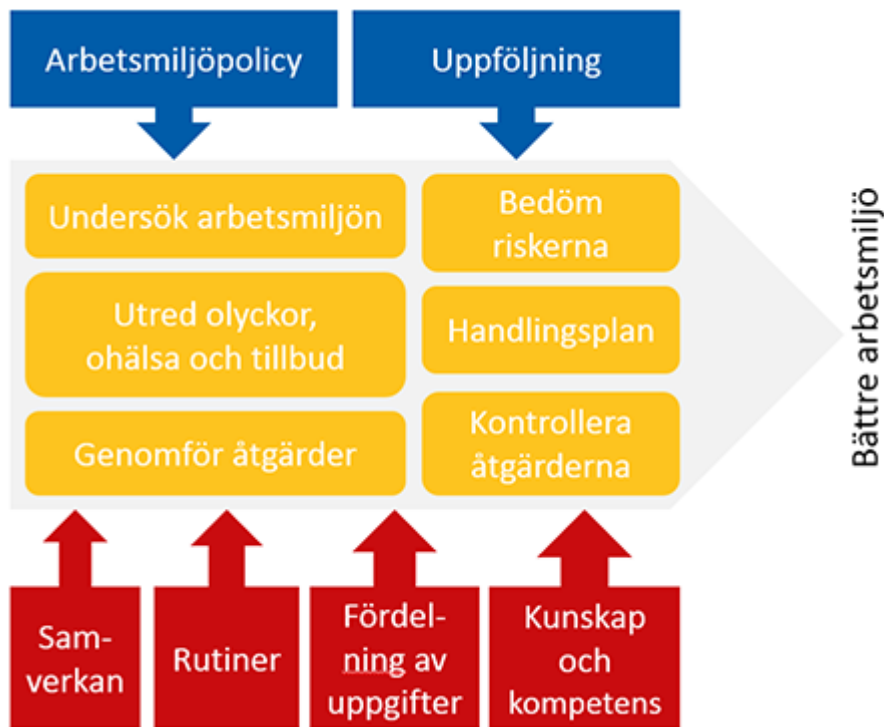 Arbetsmiljöpolicy
Uppföljning
Undersök arbetsmiljön
Bedöm
riskerna
Utred olyckor,
ohälsa och tillbud
Handlingsplan
Genomför åtgärder
Kontrollera
åtgärderna
Bättre arbetsmiljö
Sam-
verkan
Rutiner
Fördel-
ning av
uppgifter
Kunskap
och
kompetens